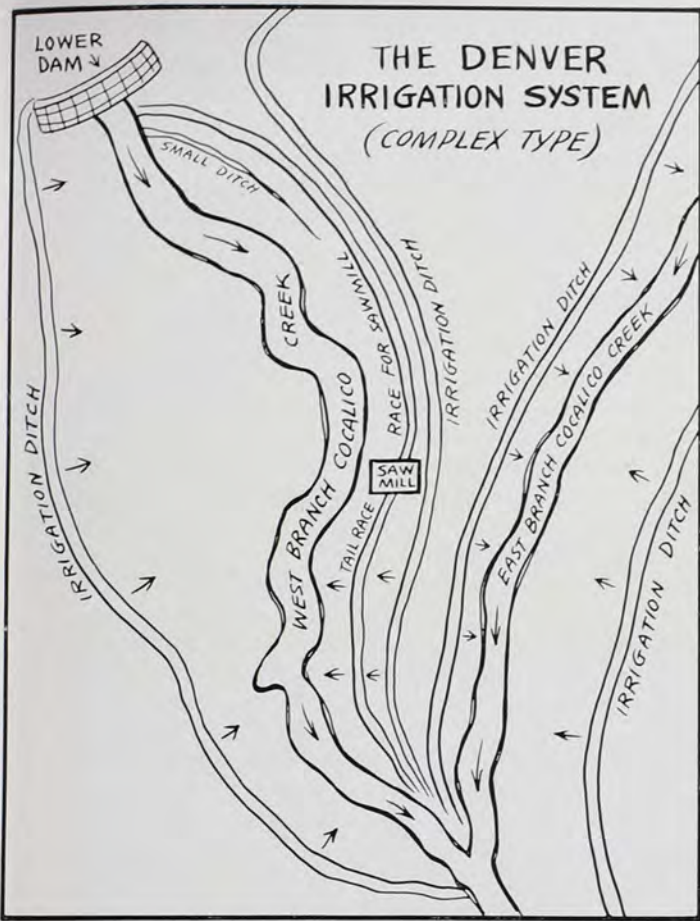 LOWER
DAM
THE DENVER
IRRIGATION SYSTEM
(COMPLEX TYPE)
SMALL DITCH
CREEK
WEST BRANCH COCALICO
RACE FOR SAWMILL
IRRIGATION DITCH
IRRIGATION DITCH
EAST BRANCH COCALICO CREEK
IRRIGATION DITCH
SAW
MILL
TAIL RACE
IRRIGATION DITCH